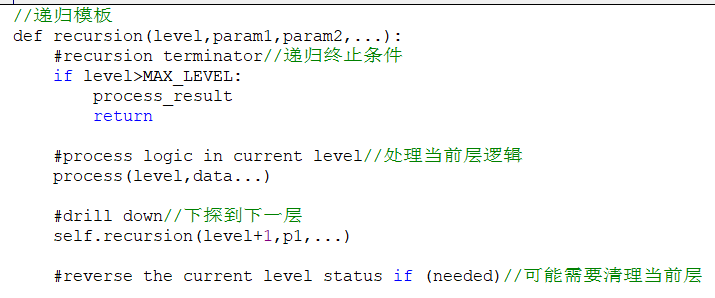 //递归模板
def recursion(level,param1,param2,...):
    #recursion terminator//递归终止条件
    if level>MAX_LEVEL:
        process_result
        return
    #process logic in current level//处理当前层逻辑
    process(level,data...)
    #drill down//下探到下一层
    self.recursion(level+1,p1,...)
    #reverse the current level status if (needed)//可能需要清理当前层